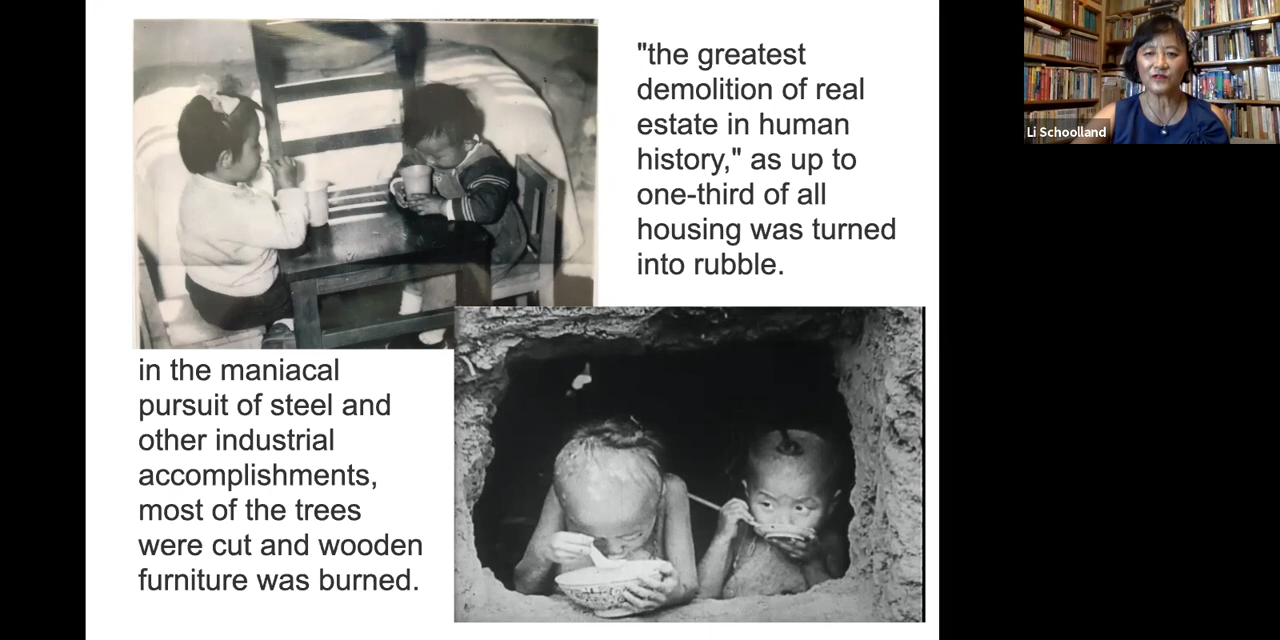 "the greatest
demolition of real
estate in human
history," as up to
one-third of all
housing was turned
into rubble.
in the maniacal
pursuit of steel and
other industrial
accomplishments,
most of the trees
were cut and wooden
furniture was burned.
Li Schoolland